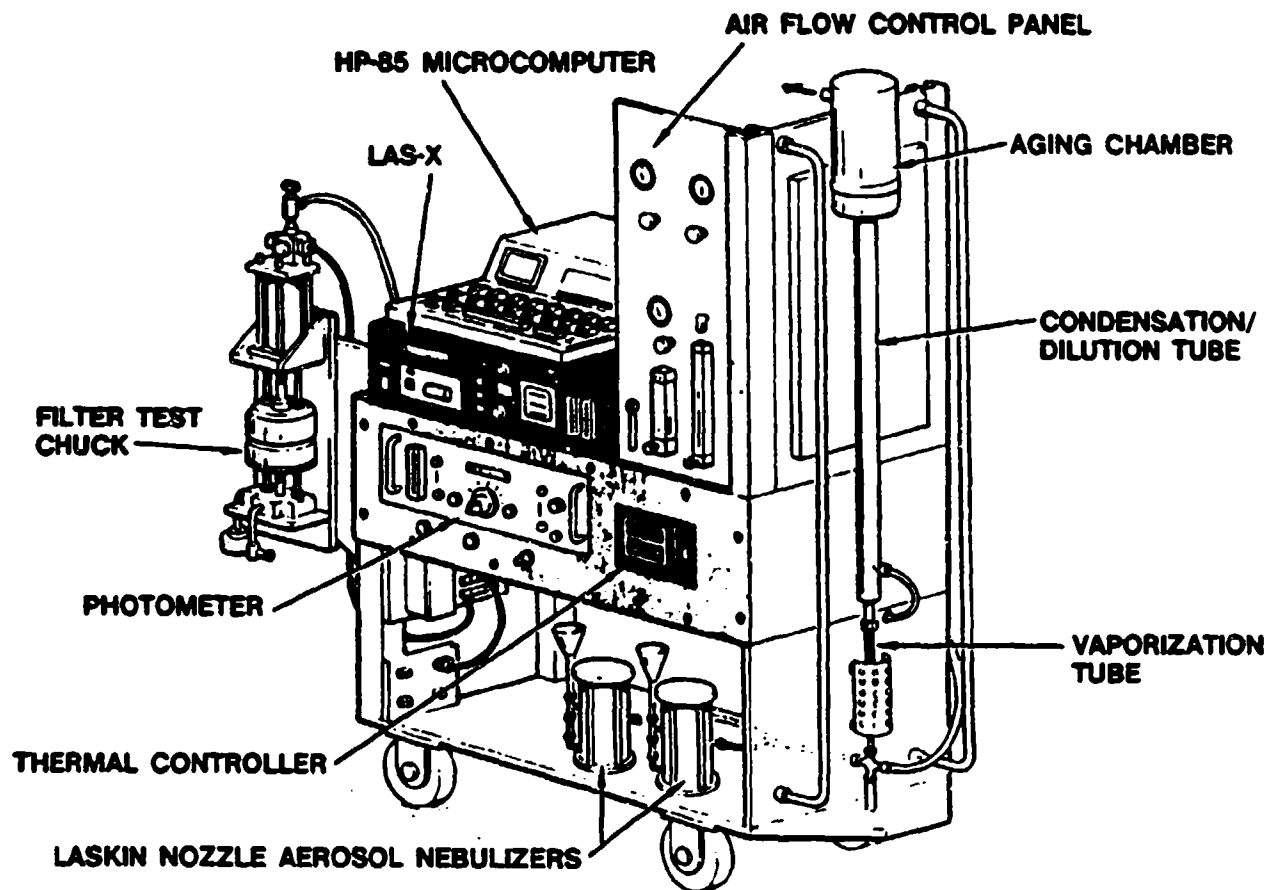 AIR FLOW CONTROL PANEL
HP-85 MICROCOMPUTER
LAS-X
AGING CHAMBER
CONDENSATION/
DILUTION TUBE
FILTER TEST
CHUCK
PHOTOMETER
VAPORIZATION
TUBE
THERMAL CONTROLLER
LASKIN NOZZLE AEROSOL NEBULIZERS